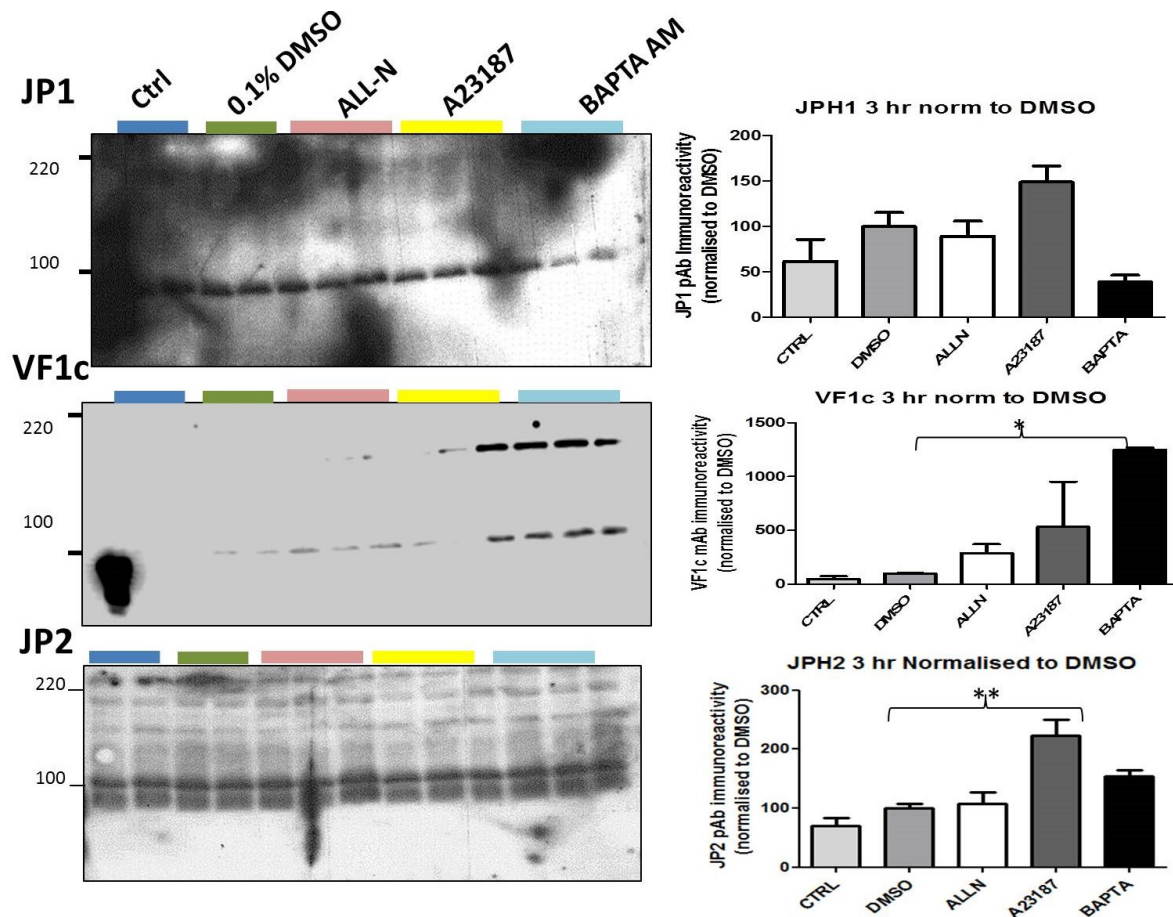 JP1
Ctrl
0.1% DMSO
ALL-N
A23187
BAPTA AM
220
100
VF1c
220
100
JP2
220
100
JPH1 3 hr norm to DMSO
JP1 pAb Immunoreactivity
(normalised to DMSO)
200
150
100
50
0
CTRL
DMSO
ALLN
A23187
BAPTA
VF1c 3 hr norm to DMSO
VF1c mAb immunoreactivity
(normalised to DMSO)
1500
1000
500
0
*
CTRL
DMSO
ALLN
A23187
BAPTA
JPH2 3 hr Normalised to DMSO
JP2 pAb immunoreactivity
(normalised to DMSO)
300
200
100
0
**
CTRL
DMSO
ALLN
A23187
BAPTA